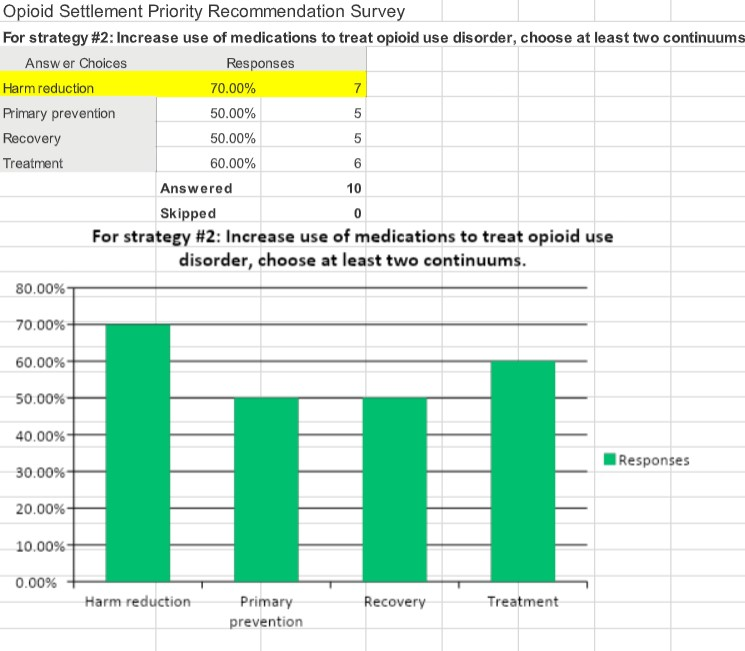 Opioid Settlement Priority Recommendation Survey
For strategy #2: Increase use of medications to treat opioid use disorder, choose at least two continuums
Answer Choices Responses
Harm reduction 70.00% 7
Primary prevention 50.00% 5
Recovery 50.00% 5
Treatment 60.00% 6
Answered 10
Skipped 0
For strategy #2: Increase use of medications to treat opioid use
disorder, choose at least two continuums.
80.00%
70.00%
60.00%
50.00%
40.00%
30.00%
20.00%
10.00%
0.00%
Harm reduction Primary Recovery Treatment
prevention
Responses